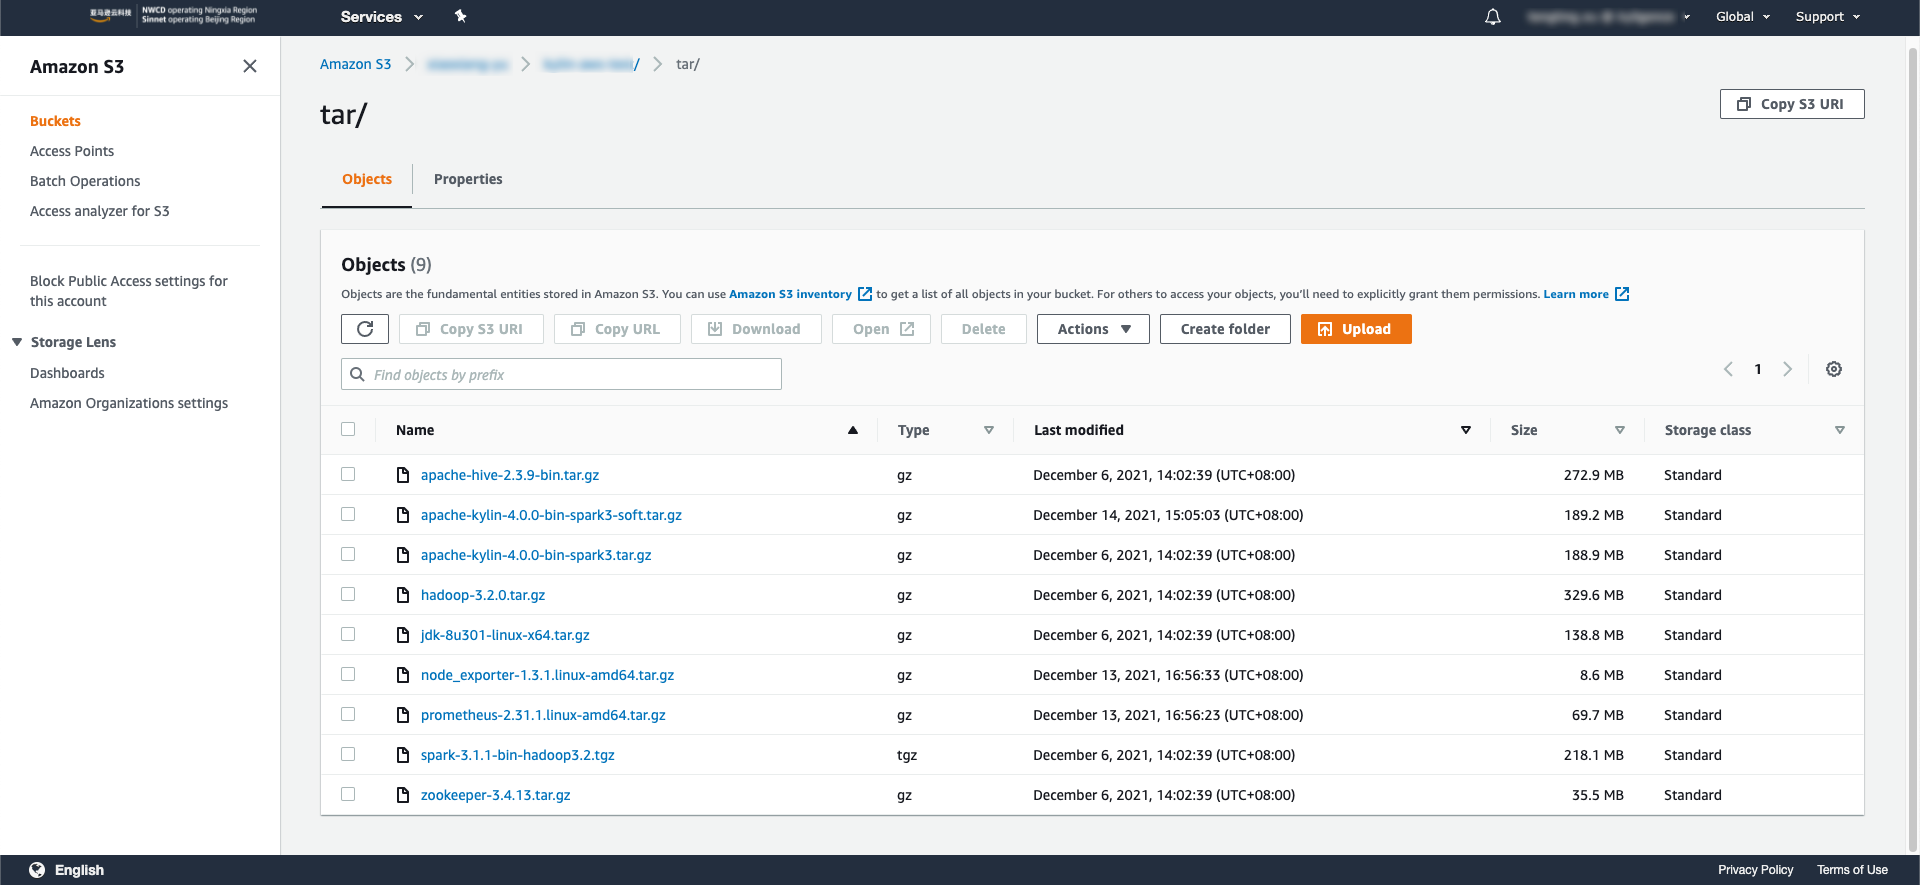 亚马逊云科技
NWCD operating Ningxia Region
Sinnet operating Beijing Region
Services
Global
Support
Amazon S3
Buckets
Access Points
Batch Operations
Access analyzer for S3
Block Public Access settings for
this account
Storage Lens
Dashboards
Amazon Organizations settings
Amazon S3 / tar/
tar/
Copy S3 URI
Objects Properties
Objects (9)
Objects are the fundamental entities stored in Amazon S3. You can use Amazon S3 inventory to get a list of all objects in your bucket. For others to access your objects, you'll need to explicitly grant them permissions. Learn more
Copy S3 URI Copy URL Download Open Delete Actions Create folder Upload
Find objects by prefix
1
Name Type Last modified Size Storage class
apache-hive-2.3.9-bin.tar.gz gz December 6, 2021, 14:02:39 (UTC+08:00) 272.9 MB Standard
apache-kylin-4.0.0-bin-spark3-soft.tar.gz gz December 14, 2021, 15:05:03 (UTC+08:00) 189.2 MB Standard
apache-kylin-4.0.0-bin-spark3.tar.gz gz December 6, 2021, 14:02:39 (UTC+08:00) 188.9 MB Standard
hadoop-3.2.0.tar.gz gz December 6, 2021, 14:02:39 (UTC+08:00) 329.6 MB Standard
jdk-8u301-linux-x64.tar.gz gz December 6, 2021, 14:02:39 (UTC+08:00) 138.8 MB Standard
node_exporter-1.3.1.linux-amd64.tar.gz gz December 13, 2021, 16:56:33 (UTC+08:00) 8.6 MB Standard
prometheus-2.31.1.linux-amd64.tar.gz gz December 13, 2021, 16:56:23 (UTC+08:00) 69.7 MB Standard
spark-3.1.1-bin-hadoop3.2.tgz tgz December 6, 2021, 14:02:39 (UTC+08:00) 218.1 MB Standard
zookeeper-3.4.13.tar.gz gz December 6, 2021, 14:02:39 (UTC+08:00) 35.5 MB Standard
English
Privacy Policy Terms of Use